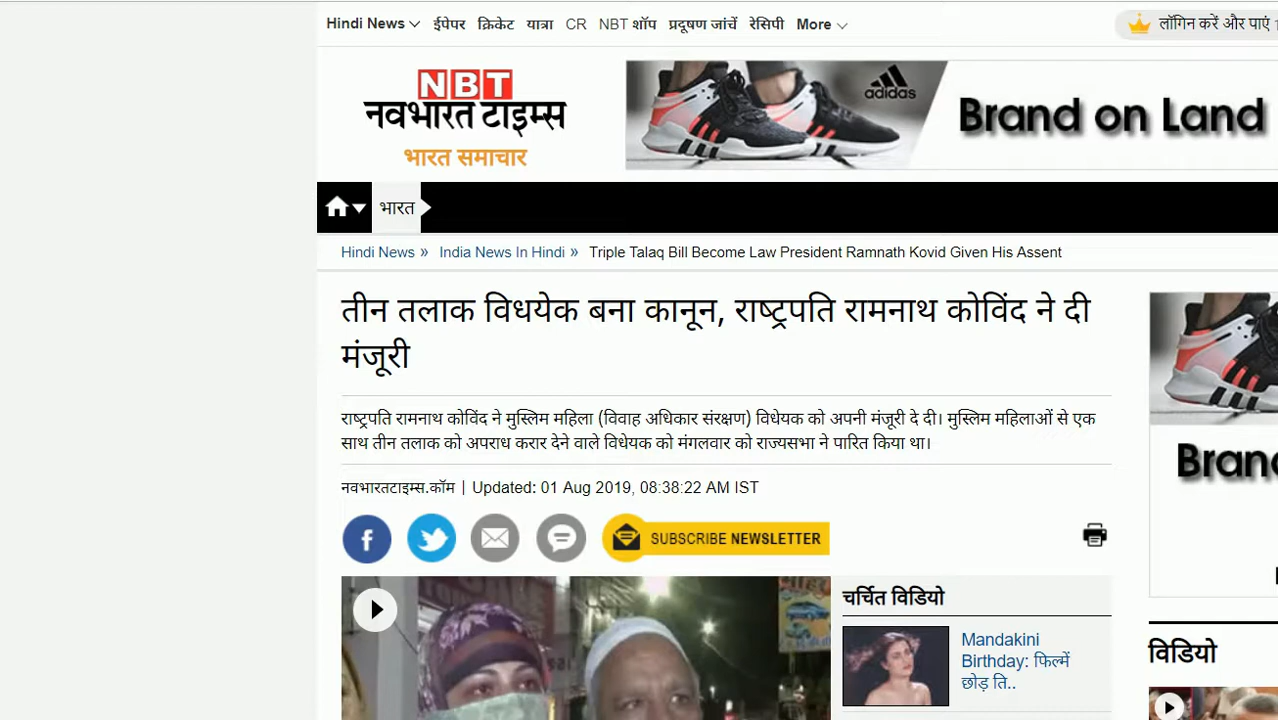 Hindi News ईपेपर क्रिकेट यात्रा CR NBT शॉप प्रदूषण जांचें रेसिपी More लॉगिन करें और पाएं
NBT
नवभारत टाइम्स
भारत समाचार
adidas
Brand on Land
भारत
Hindi News » India News In Hindi » Triple Talaq Bill Become Law President Ramnath Kovid Given His Assent
तीन तलाक विधयेक बना कानून, राष्ट्रपति रामनाथ कोविंद ने दी
मंजूरी
राष्ट्रपति रामनाथ कोविंद ने मुस्लिम महिला (विवाह अधिकार संरक्षण) विधेयक को अपनी मंजूरी दे दी। मुस्लिम महिलाओं से एक
साथ तीन तलाक को अपराध करार देने वाले विधेयक को मंगलवार को राज्यसभा ने पारित किया था।
नवभारतटाइम्स.कॉम | Updated: 01 Aug 2019, 08:38:22 AM IST
SUBSCRIBE NEWSLETTER
चर्चित विडियो
Mandakini
Birthday: फिल्में
छोड़ ति..
Bran
विडियो